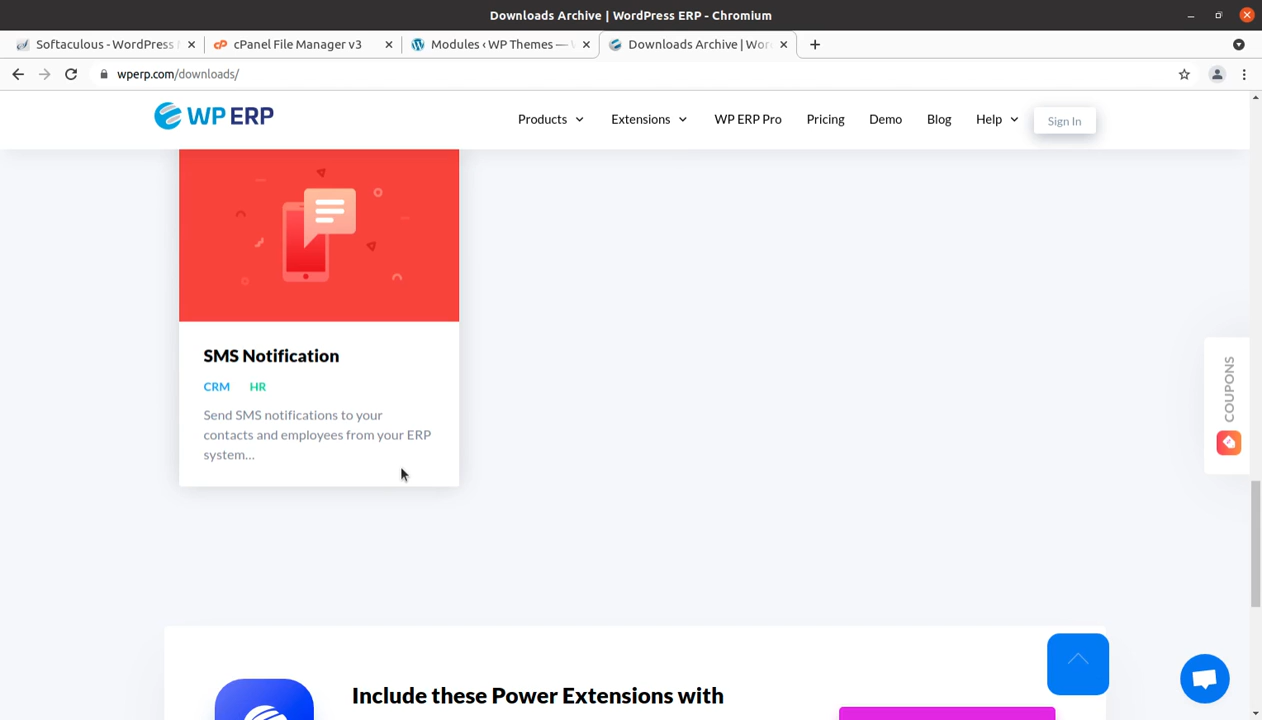 Downloads Archive | WordPress ERP - Chromium
Softaculous - WordPress
cPanel File Manager v3
Modules ‹ WP Themes —
Downloads Archive | Wor
wperp.com/downloads/
WP ERP
Products
Extensions
WP ERP Pro
Pricing
Demo
Blog
Help
Sign In
SMS Notification
CRM HR
Send SMS notifications to your
contacts and employees from your ERP
system...
COUPONS
Include these Power Extensions with